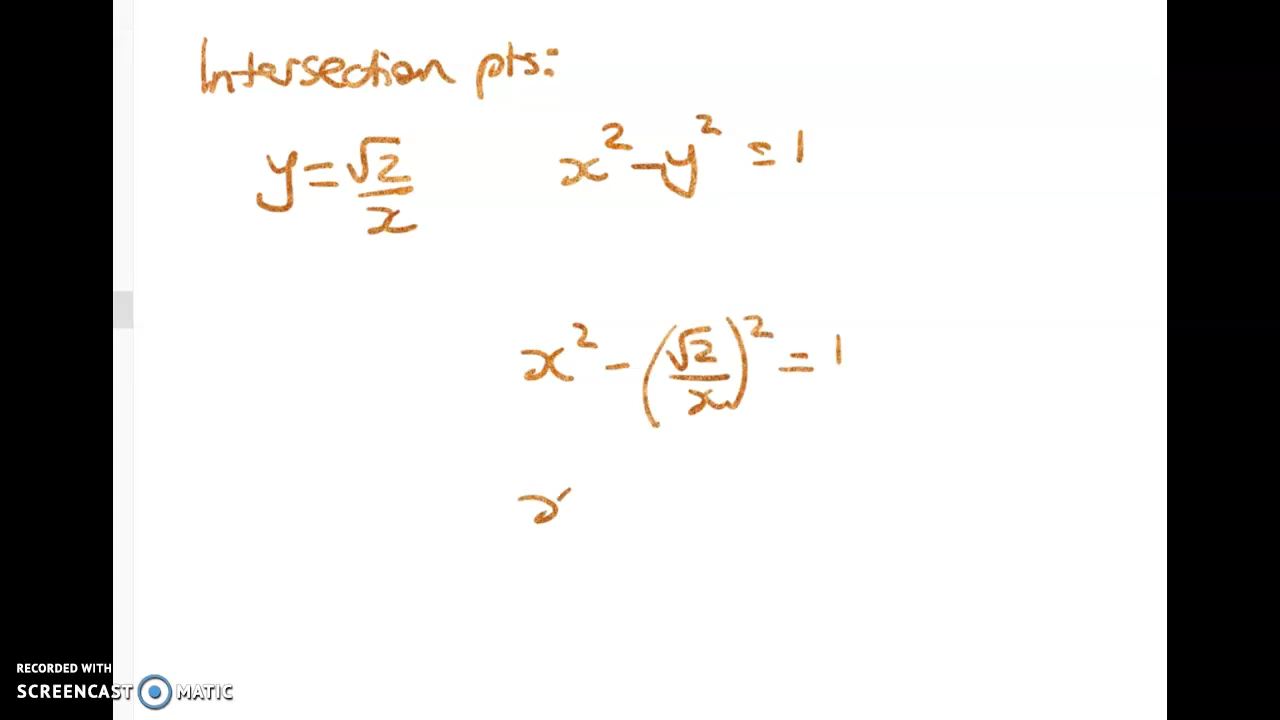 Intersection pts:
y = √2/x    x² - y² = 1
x² - (√2/x)² = 1
x
RECORDED WITH
SCREENCAST MATIC